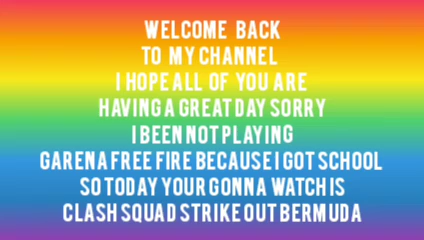 WELCOME BACK
TO MY CHANNEL
I HOPE ALL OF YOU ARE
HAVING A GREAT DAY SORRY
I BEEN NOT PLAYING
GARENA FREE FIRE BECAUSE I GOT SCHOOL
SO TODAY YOUR GONNA WATCH IS
CLASH SQUAD STRIKE OUT BERMUDA